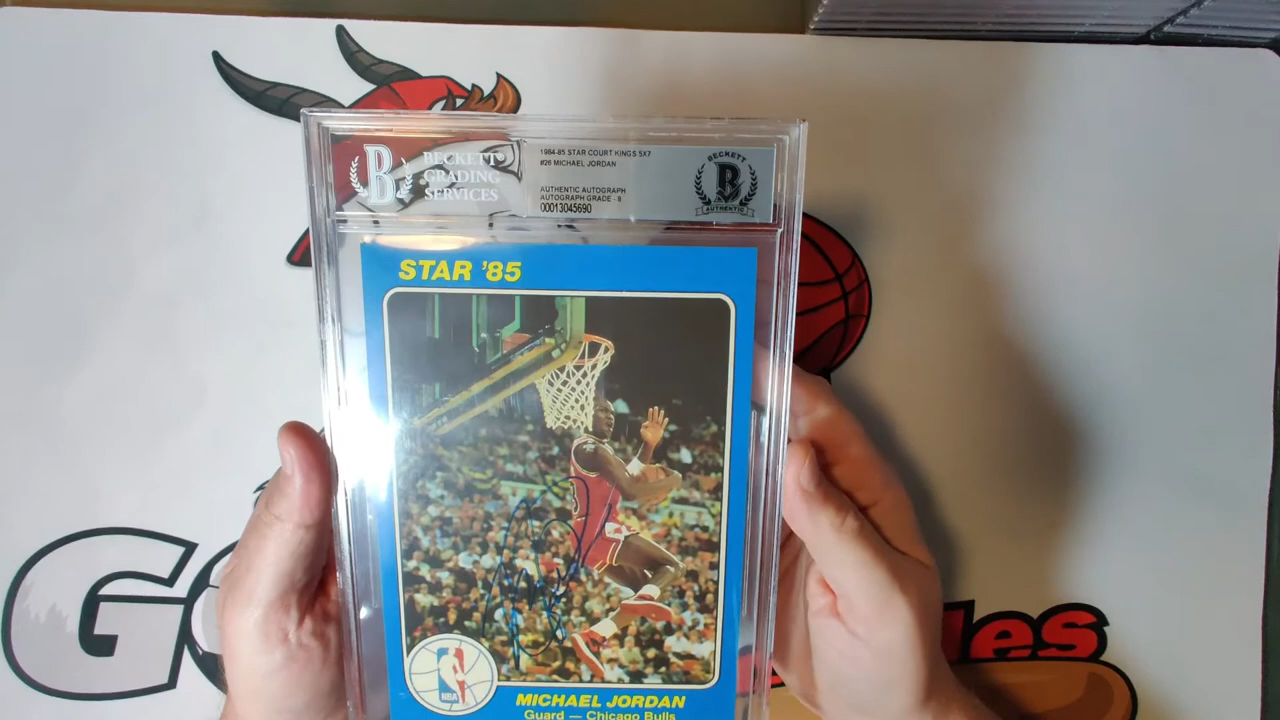 BECKETT
GRADING
SERVICES
1984-85 STAR COURT KINGS 5X7
#26 MICHAEL JORDAN
AUTHENTIC AUTOGRAPH
AUTOGRAPH GRADE - 8
00013045690
BECKETT
B
AUTHENTIC
STAR '85
NBA
MICHAEL JORDAN
Guard — Chicago Bulls